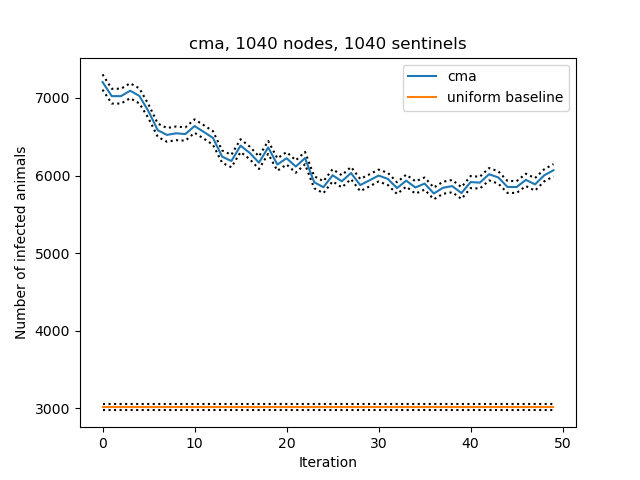 cma, 1040 nodes, 1040 sentinels
cma
uniform baseline
Number of infected animals
7000
6000
5000
4000
3000
0 10 20 30 40 50
Iteration